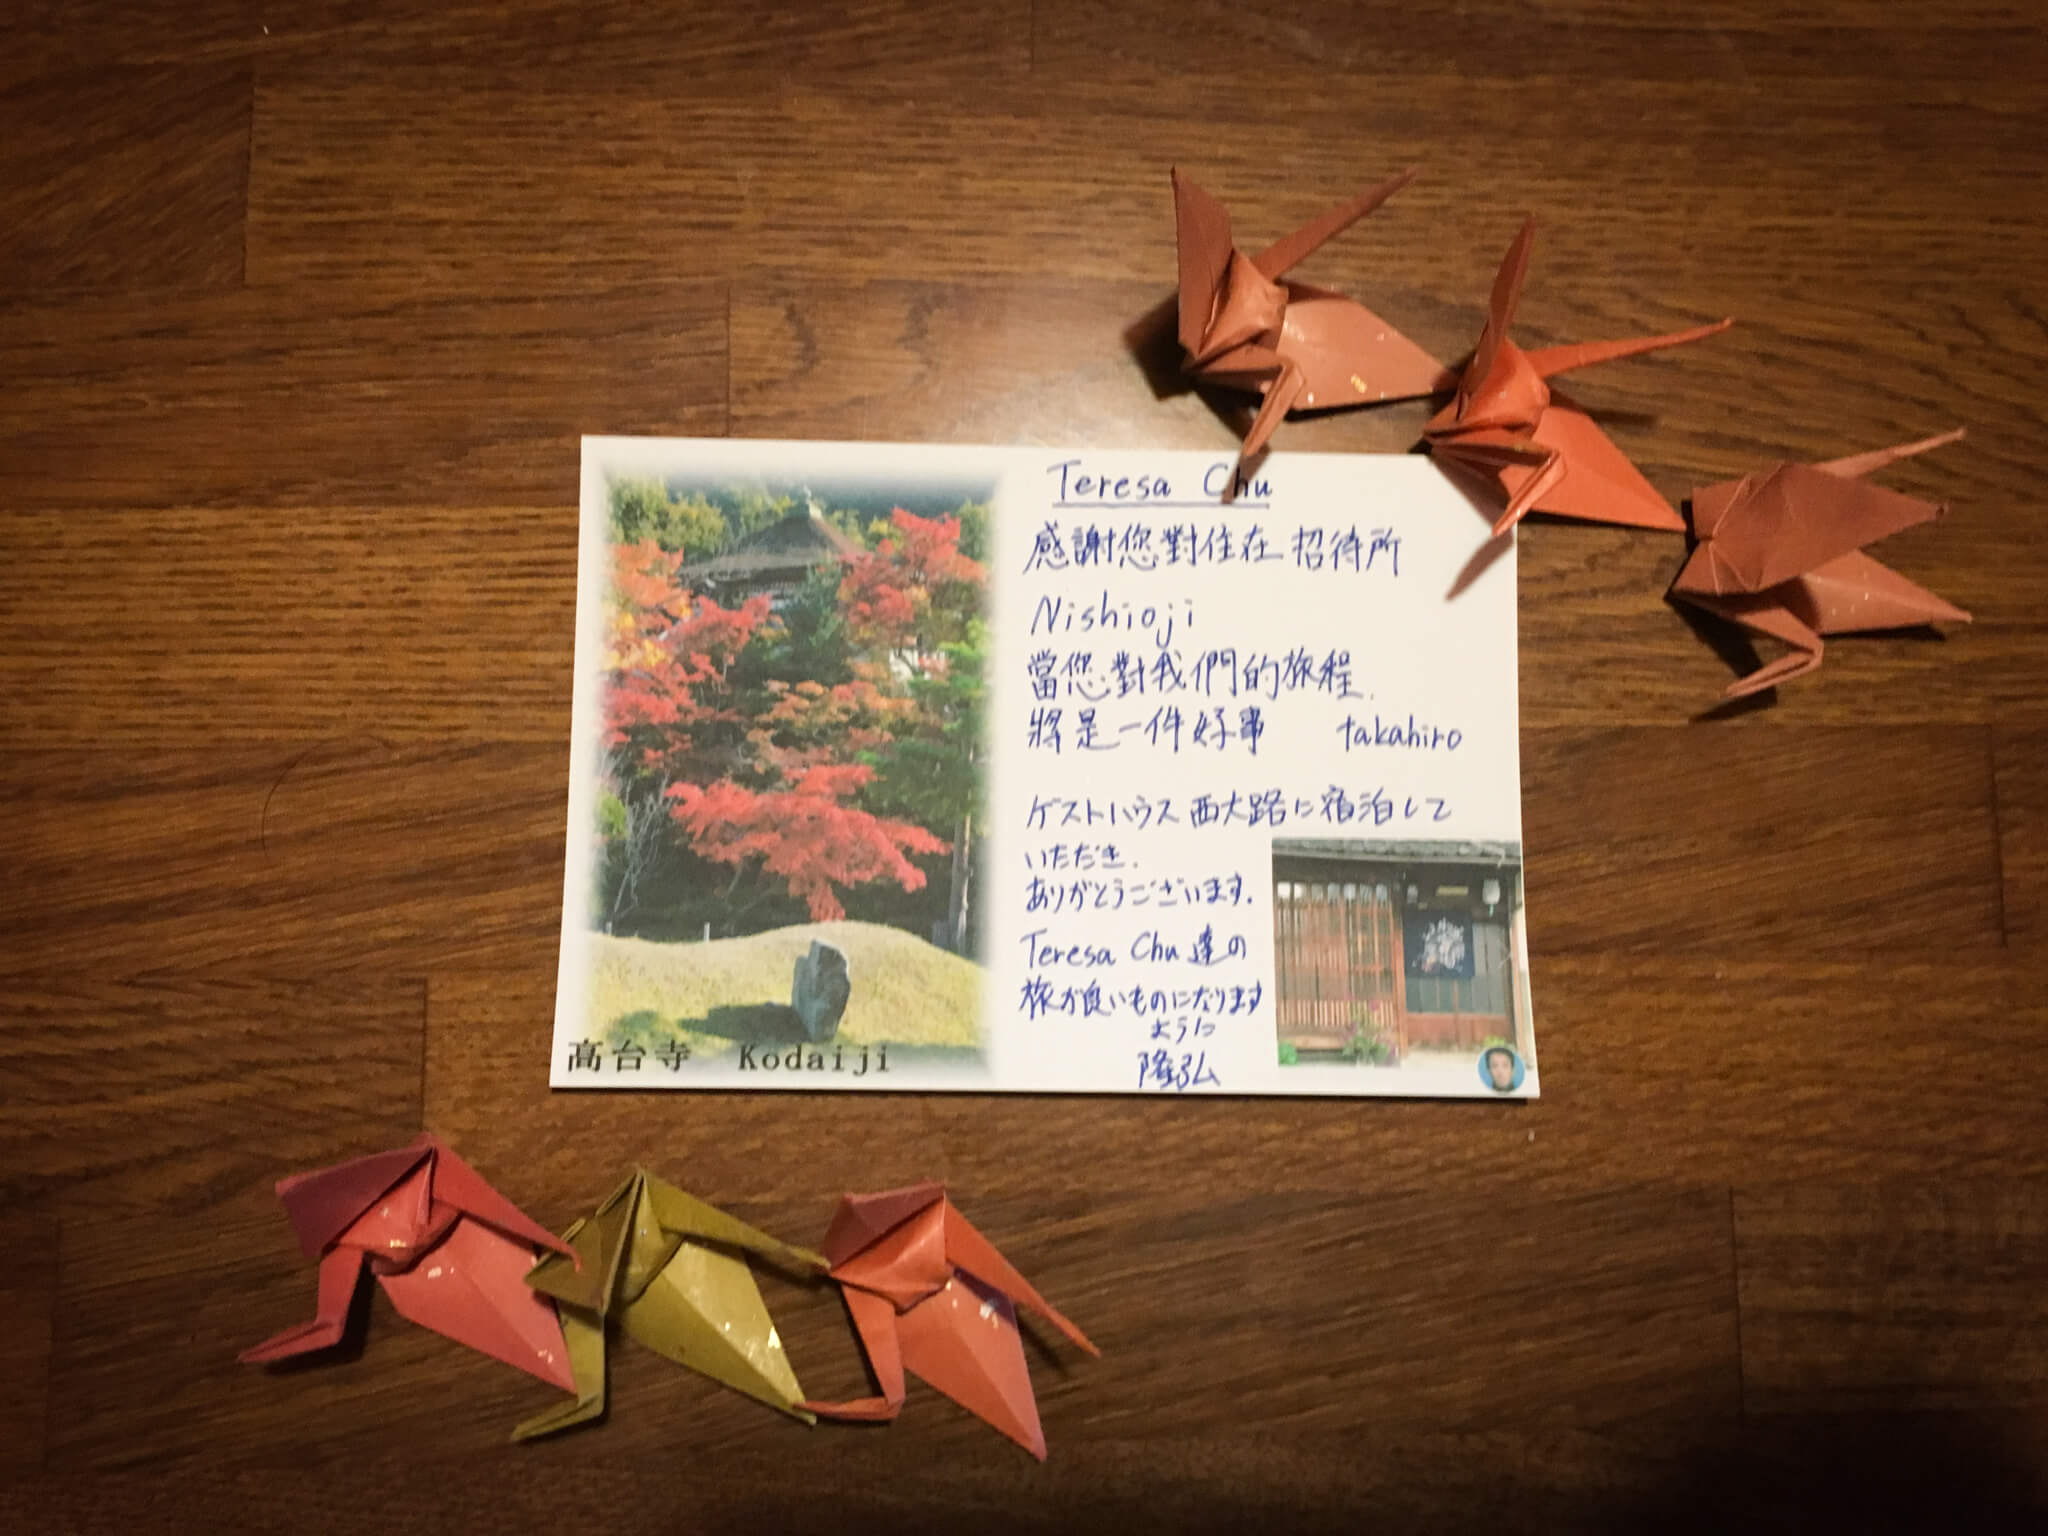 Teresa Chu
感謝您對住在招待所
Nishioji
當您對我們的旅程.
將是一件好事 takahiro
ゲストハウス西大路に宿泊して
いただき.
ありがとうございます.
Teresa Chu 達の
旅が良いものになります
ように
隆弘
高台寺 Kodaiji